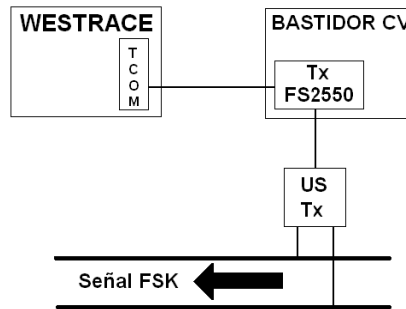 WESTRACE
T
C
O
M
BASTIDOR CV
Tx
FS2550
US
Tx
Señal FSK